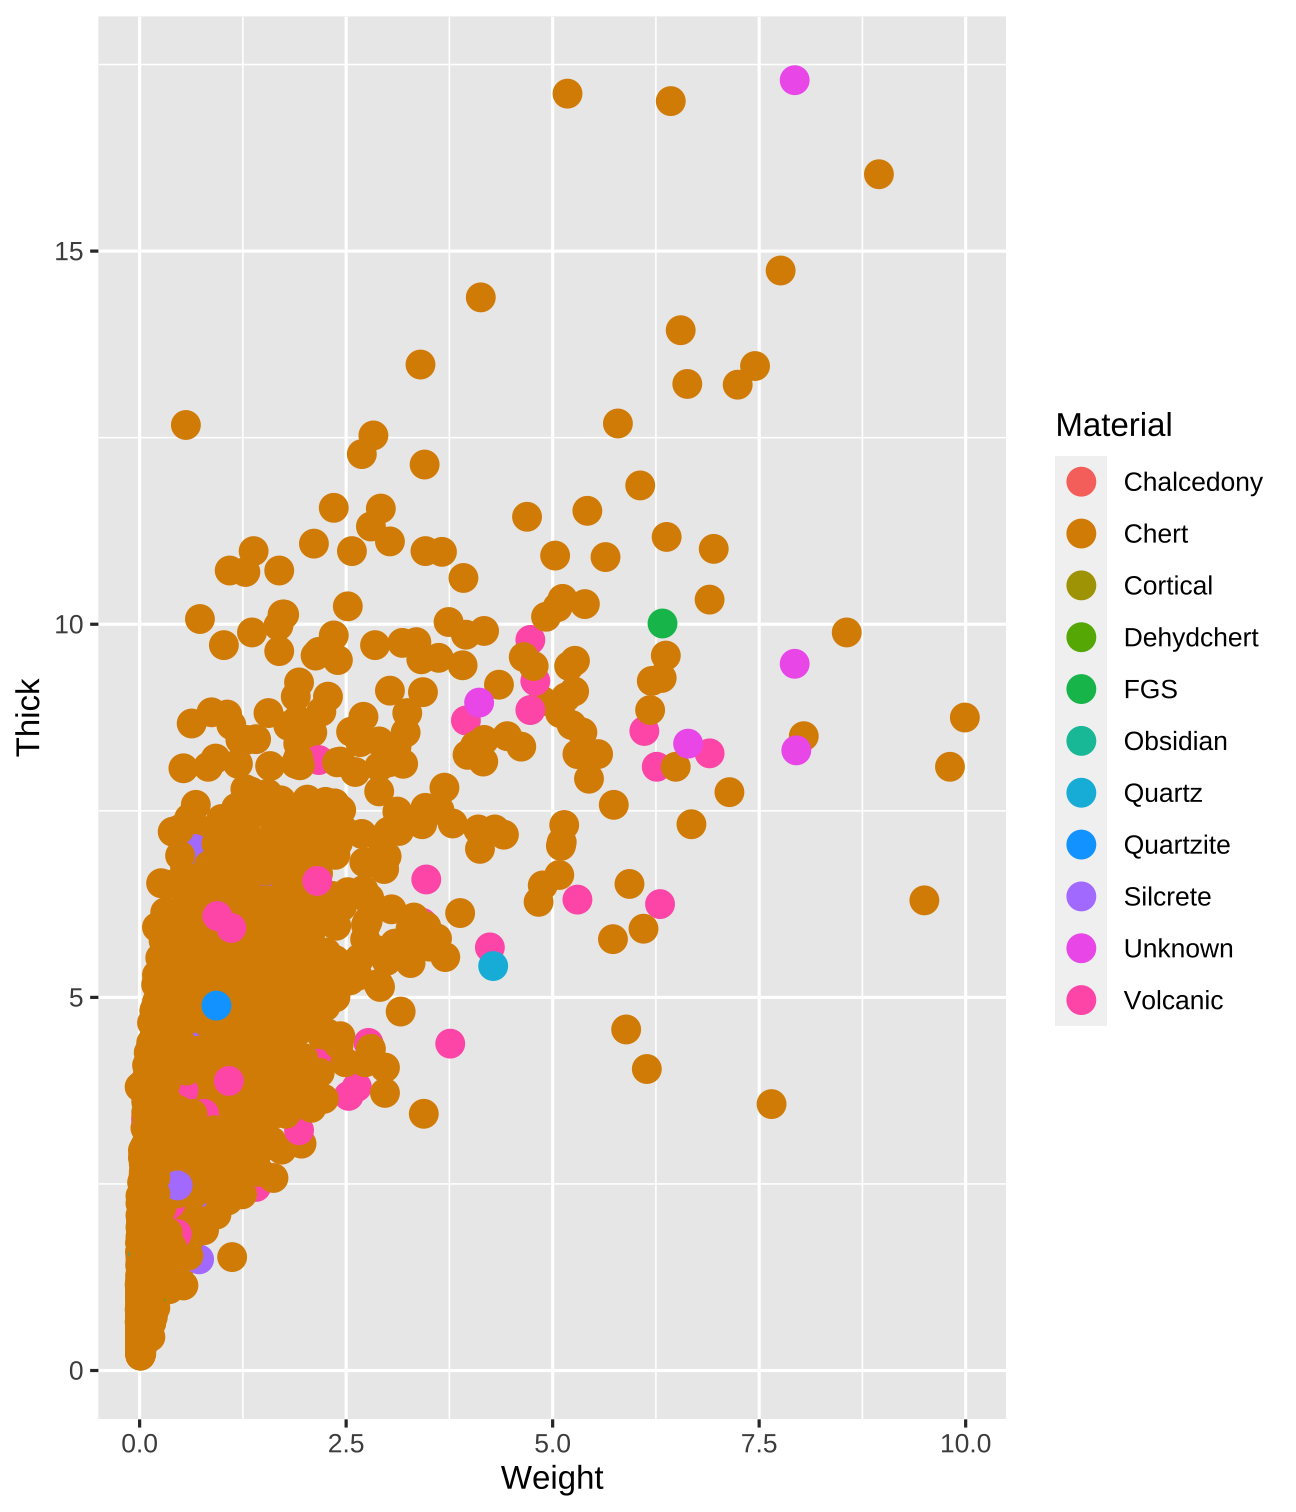 15
10
5
0
Thick
0.0 2.5 5.0 7.5 10.0
Weight
Material
Chalcedony
Chert
Cortical
Dehydchert
FGS
Obsidian
Quartz
Quartzite
Silcrete
Unknown
Volcanic